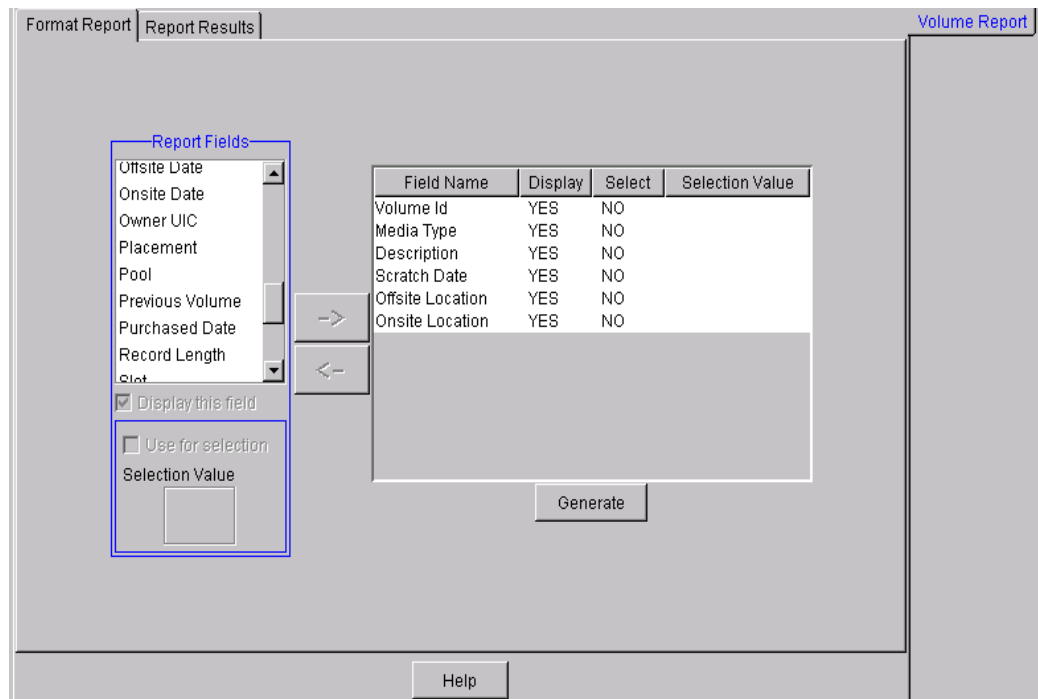 Format Report
Report Results
Volume Report
Report Fields
Offsite Date
Onsite Date
Owner UIC
Placement
Pool
Previous Volume
Purchased Date
Record Length
Slot
Display this field
Use for selection
Selection Value
->
<-
Field Name Display Select Selection Value
Volume Id YES NO
Media Type YES NO
Description YES NO
Scratch Date YES NO
Offsite Location YES NO
Onsite Location YES NO
Generate
Help